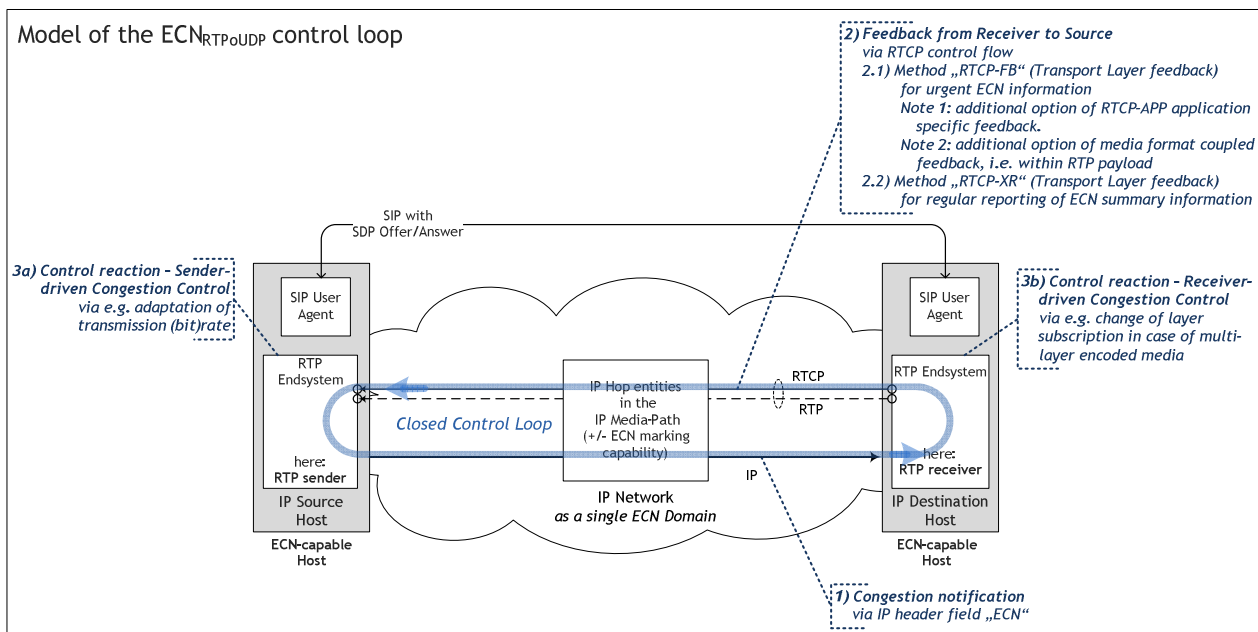 Model of the ECNRTPoUDP control loop
2) Feedback from Receiver to Source
via RTCP control flow
2.1) Method „RTCP-FB“ (Transport Layer feedback)
for urgent ECN information
Note 1: additional option of RTCP-APP application
specific feedback.
Note 2: additional option of media format coupled
feedback, i.e. within RTP payload
2.2) Method „RTCP-XR“ (Transport Layer feedback)
for regular reporting of ECN summary information
SIP with
SDP Offer/Answer
3a) Control reaction – Sender-
driven Congestion Control
via e.g. adaptation of
transmission (bit)rate
SIP User
Agent
SIP User
Agent
3b) Control reaction – Receiver-
driven Congestion Control
via e.g. change of layer
subscription in case of multi-
layer encoded media
RTP
Endsystem
IP Hop entities
in the
IP Media-Path
(+/- ECN marking
capability)
RTCP
RTP
RTP Endsystem
Closed Control Loop
here:
RTP sender
IP
here:
RTP receiver
IP Source
Host
IP Network
as a single ECN Domain
IP Destination
Host
ECN-capable
Host
ECN-capable
Host
1) Congestion notification
via IP header field „ECN“